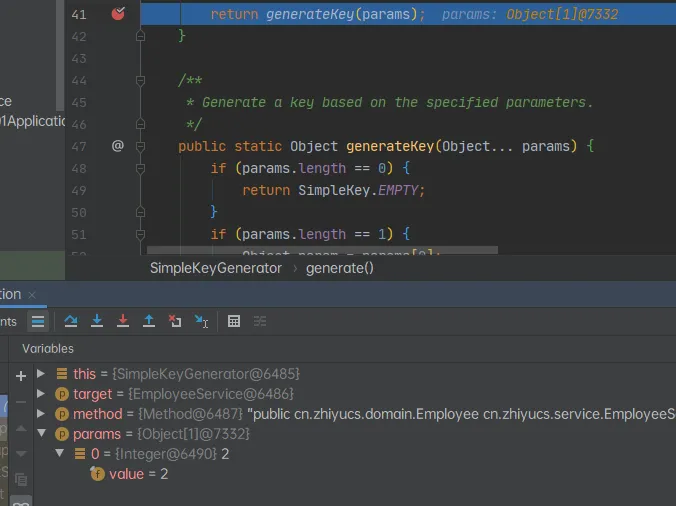 41 return generateKey(params); params: Object[1]@7332
42 }
43
44 /**
45 * Generate a key based on the specified parameters.
46 */
47 @ public static Object generateKey(Object... params) {
48 if (params.length == 0) {
49 return SimpleKey.EMPTY;
50 }
51 if (params.length == 1) {
ce
01Applicatio
SimpleKeyGenerator › generate()
tion ×
nts
Variables
this = {SimpleKeyGenerator@6485}
target = {EmployeeService@6486}
method = {Method@6487} "public cn.zhiyucs.domain.Employee cn.zhiyucs.service.EmployeeS
params = {Object[1]@7332}
0 = {Integer@6490} 2
value = 2